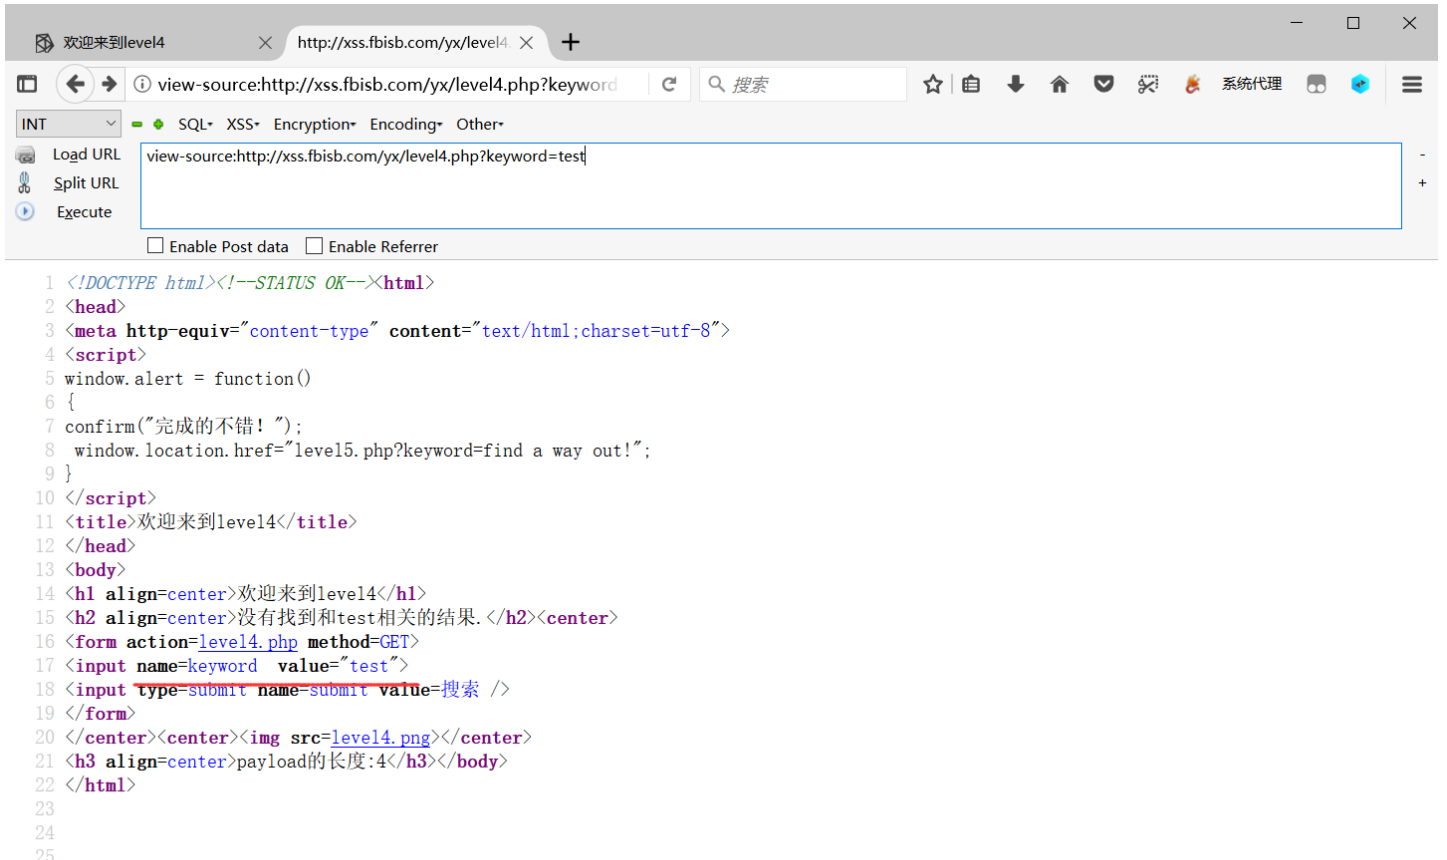 欢迎来到level4
http://xss.fbisb.com/yx/level4.
view-source:http://xss.fbisb.com/yx/level4.php?keyword
搜索
系统代理
INT
SQL
XSS
Encryption
Encoding
Other
Load URL
Split URL
Execute
view-source:http://xss.fbisb.com/yx/level4.php?keyword=test
-
+
Enable Post data
Enable Referrer
1 <!DOCTYPE html><!--STATUS OK--><html>
2 <head>
3 <meta http-equiv="content-type" content="text/html;charset=utf-8">
4 <script>
5 window.alert = function()
6 {
7 confirm("完成的不错！");
8  window.location.href="level5.php?keyword=find a way out!";
9 }
10 </script>
11 <title>欢迎来到level4</title>
12 </head>
13 <body>
14 <h1 align=center>欢迎来到level4</h1>
15 <h2 align=center>没有找到和test相关的结果.</h2><center>
16 <form action=level4.php method=GET>
17 <input name=keyword  value="test">
18 <input type=submit name=submit value=搜索 />
19 </form>
20 </center><center><img src=level4.png></center>
21 <h3 align=center>payload的长度:4</h3></body>
22 </html>
23
24
25